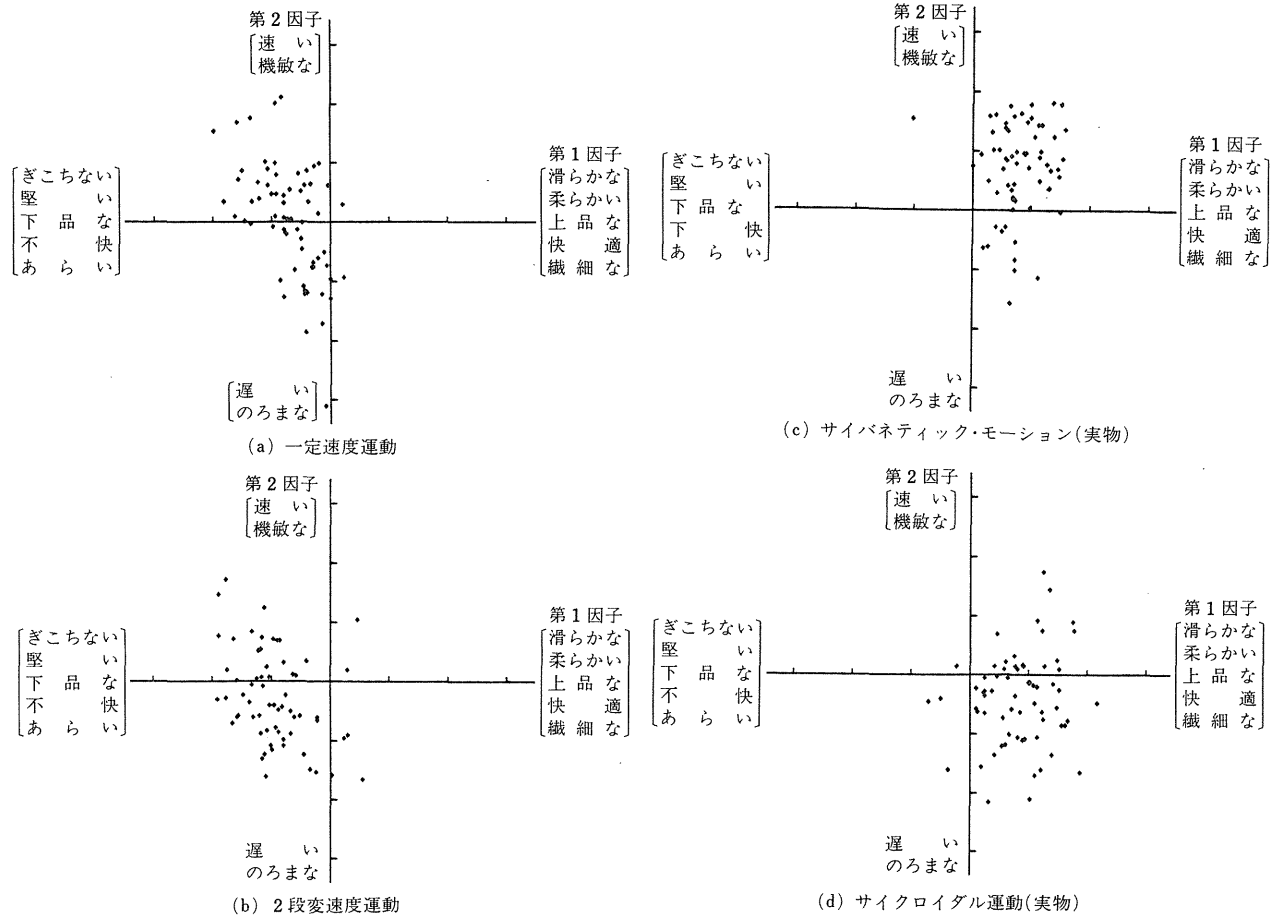 第2因子
速い
機敏な
ぎこちない
堅い
下品な
不快
あらい
第1因子
滑らかな
柔らかい
上品な
快適
繊細な
遅い
のろまな
(a) 一定速度運動
第2因子
速い
機敏な
ぎこちない
堅い
下品な
下快
あらい
第1因子
滑らかな
柔らかい
上品な
快適
繊細な
遅い
のろまな
(c) サイバネティック・モーション(実物)
第2因子
速い
機敏な
ぎこちない
堅い
下品な
不快
あらい
第1因子
滑らかな
柔らかい
上品な
快適
繊細な
遅い
のろまな
(b) 2段変速度運動
第2因子
速い
機敏な
ぎこちない
堅い
下品な
不快
あらい
第1因子
滑らかな
柔らかい
上品な
快適
繊細な
遅い
のろまな
(d) サイクロイダル運動(実物)